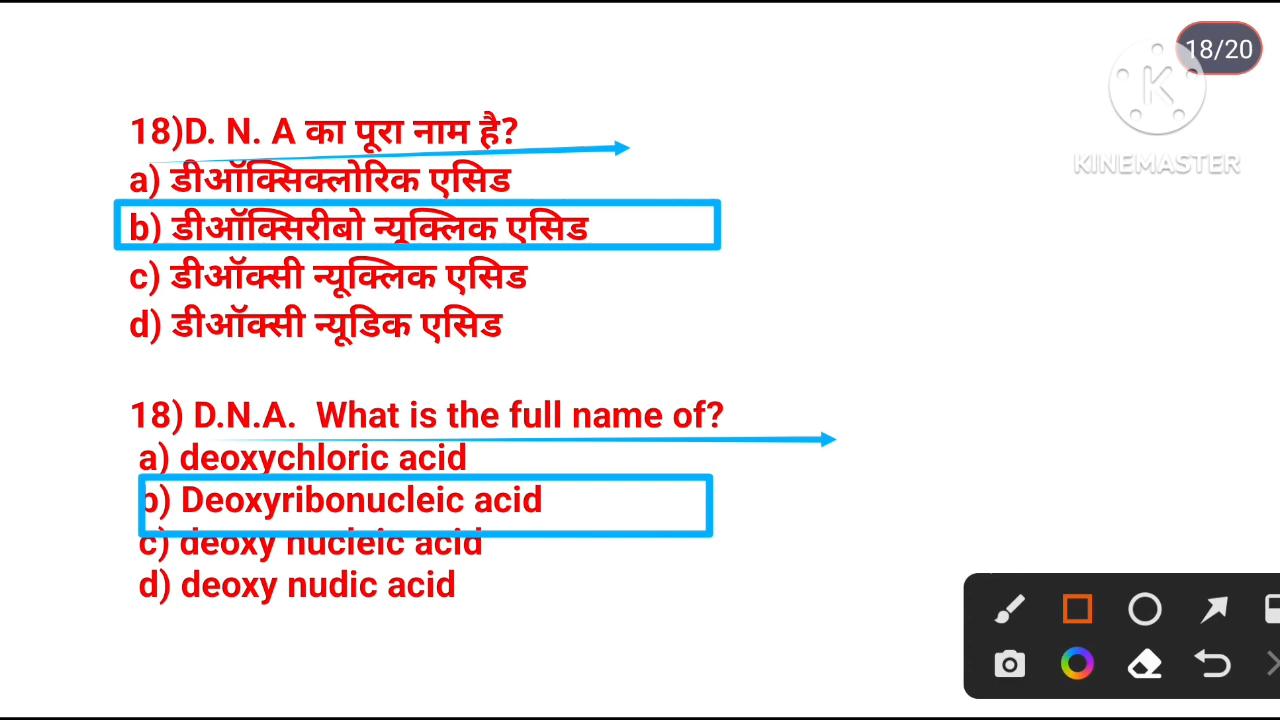 18/20
KINEMASTER
18)D. N. A का पूरा नाम है?
a) डीऑक्सिक्लोरिक एसिड
b) डीऑक्सिरीबो न्यूक्लिक एसिड
c) डीऑक्सी न्यूक्लिक एसिड
d) डीऑक्सी न्यूडिक एसिड
18) D.N.A. What is the full name of?
a) deoxychloric acid
b) Deoxyribonucleic acid
c) deoxy nucleic acid
d) deoxy nudic acid